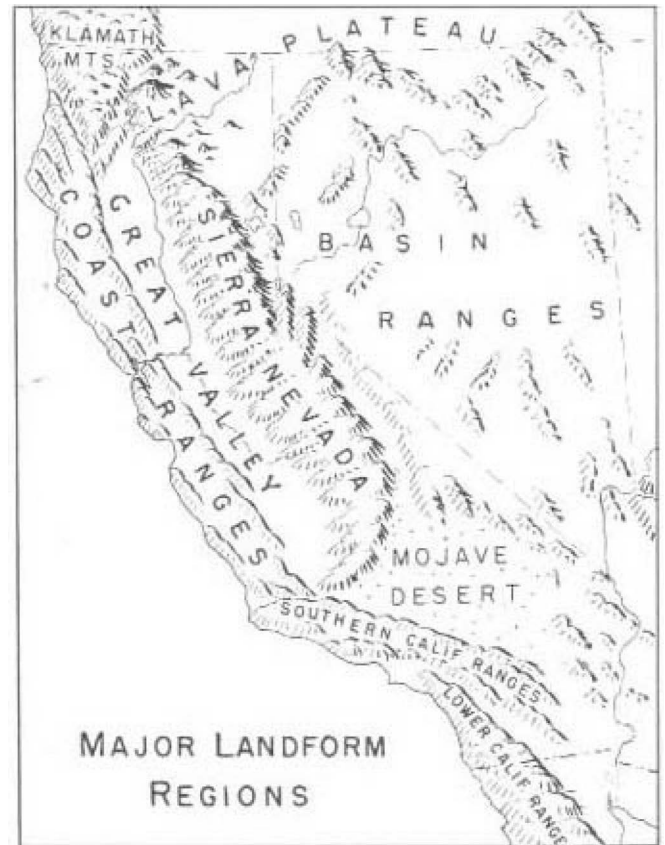 KLAMATH
MTS.
LAVA PLATEAU
COAST RANGES
GREAT VALLEY
SIERRA NEVADA
BASIN
RANGES
MOJAVE
DESERT
SOUTHERN CALIF RANGES
LOWER CALIF RANGE
MAJOR LANDFORM
REGIONS